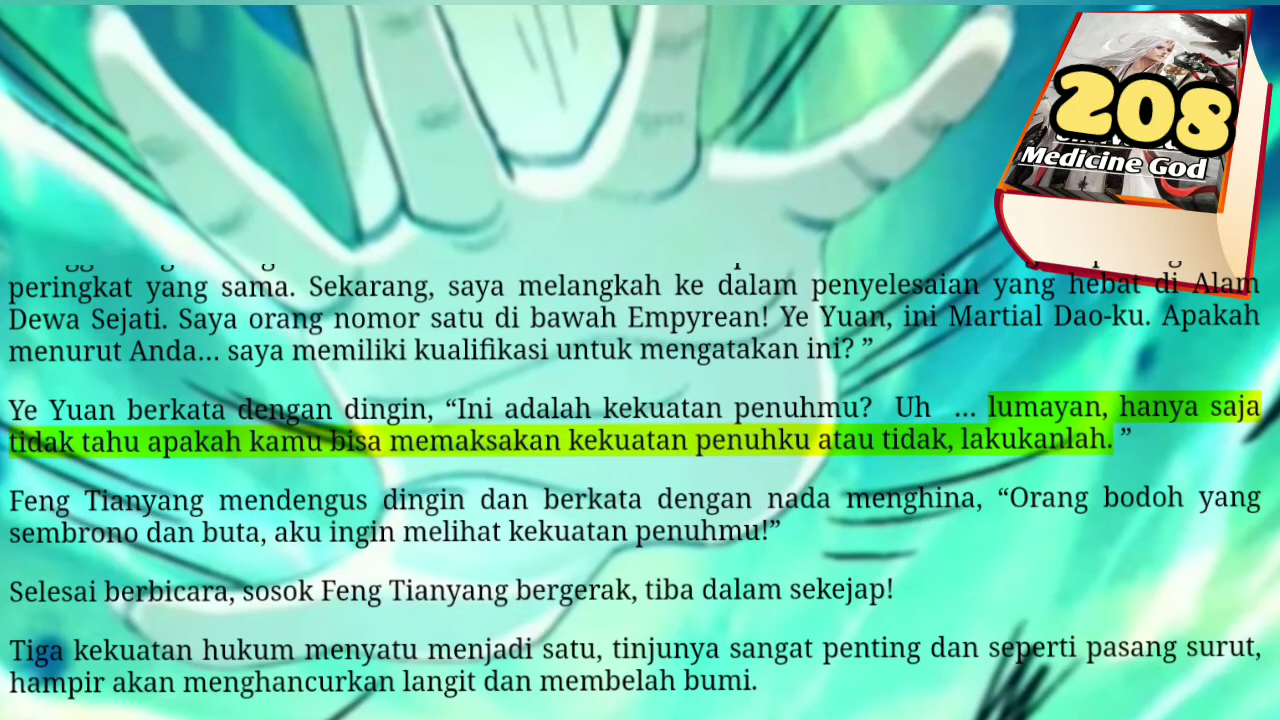 208
Medicine God
peringkat yang sama. Sekarang, saya melangkah ke dalam penyelesaian yang hebat di Alam
Dewa Sejati. Saya orang nomor satu di bawah Empyrean! Ye Yuan, ini Martial Dao-ku. Apakah
menurut Anda... saya memiliki kualifikasi untuk mengatakan ini? ”
Ye Yuan berkata dengan dingin, “Ini adalah kekuatan penuhmu? Uh ... lumayan, hanya saja
tidak tahu apakah kamu bisa memaksakan kekuatan penuhku atau tidak, lakukanlah. ”
Feng Tianyang mendengus dingin dan berkata dengan nada menghina, “Orang bodoh yang
sembrono dan buta, aku ingin melihat kekuatan penuhmu!”
Selesai berbicara, sosok Feng Tianyang bergerak, tiba dalam sekejap!
Tiga kekuatan hukum menyatu menjadi satu, tinjunya sangat penting dan seperti pasang surut,
hampir akan menghancurkan langit dan membelah bumi.